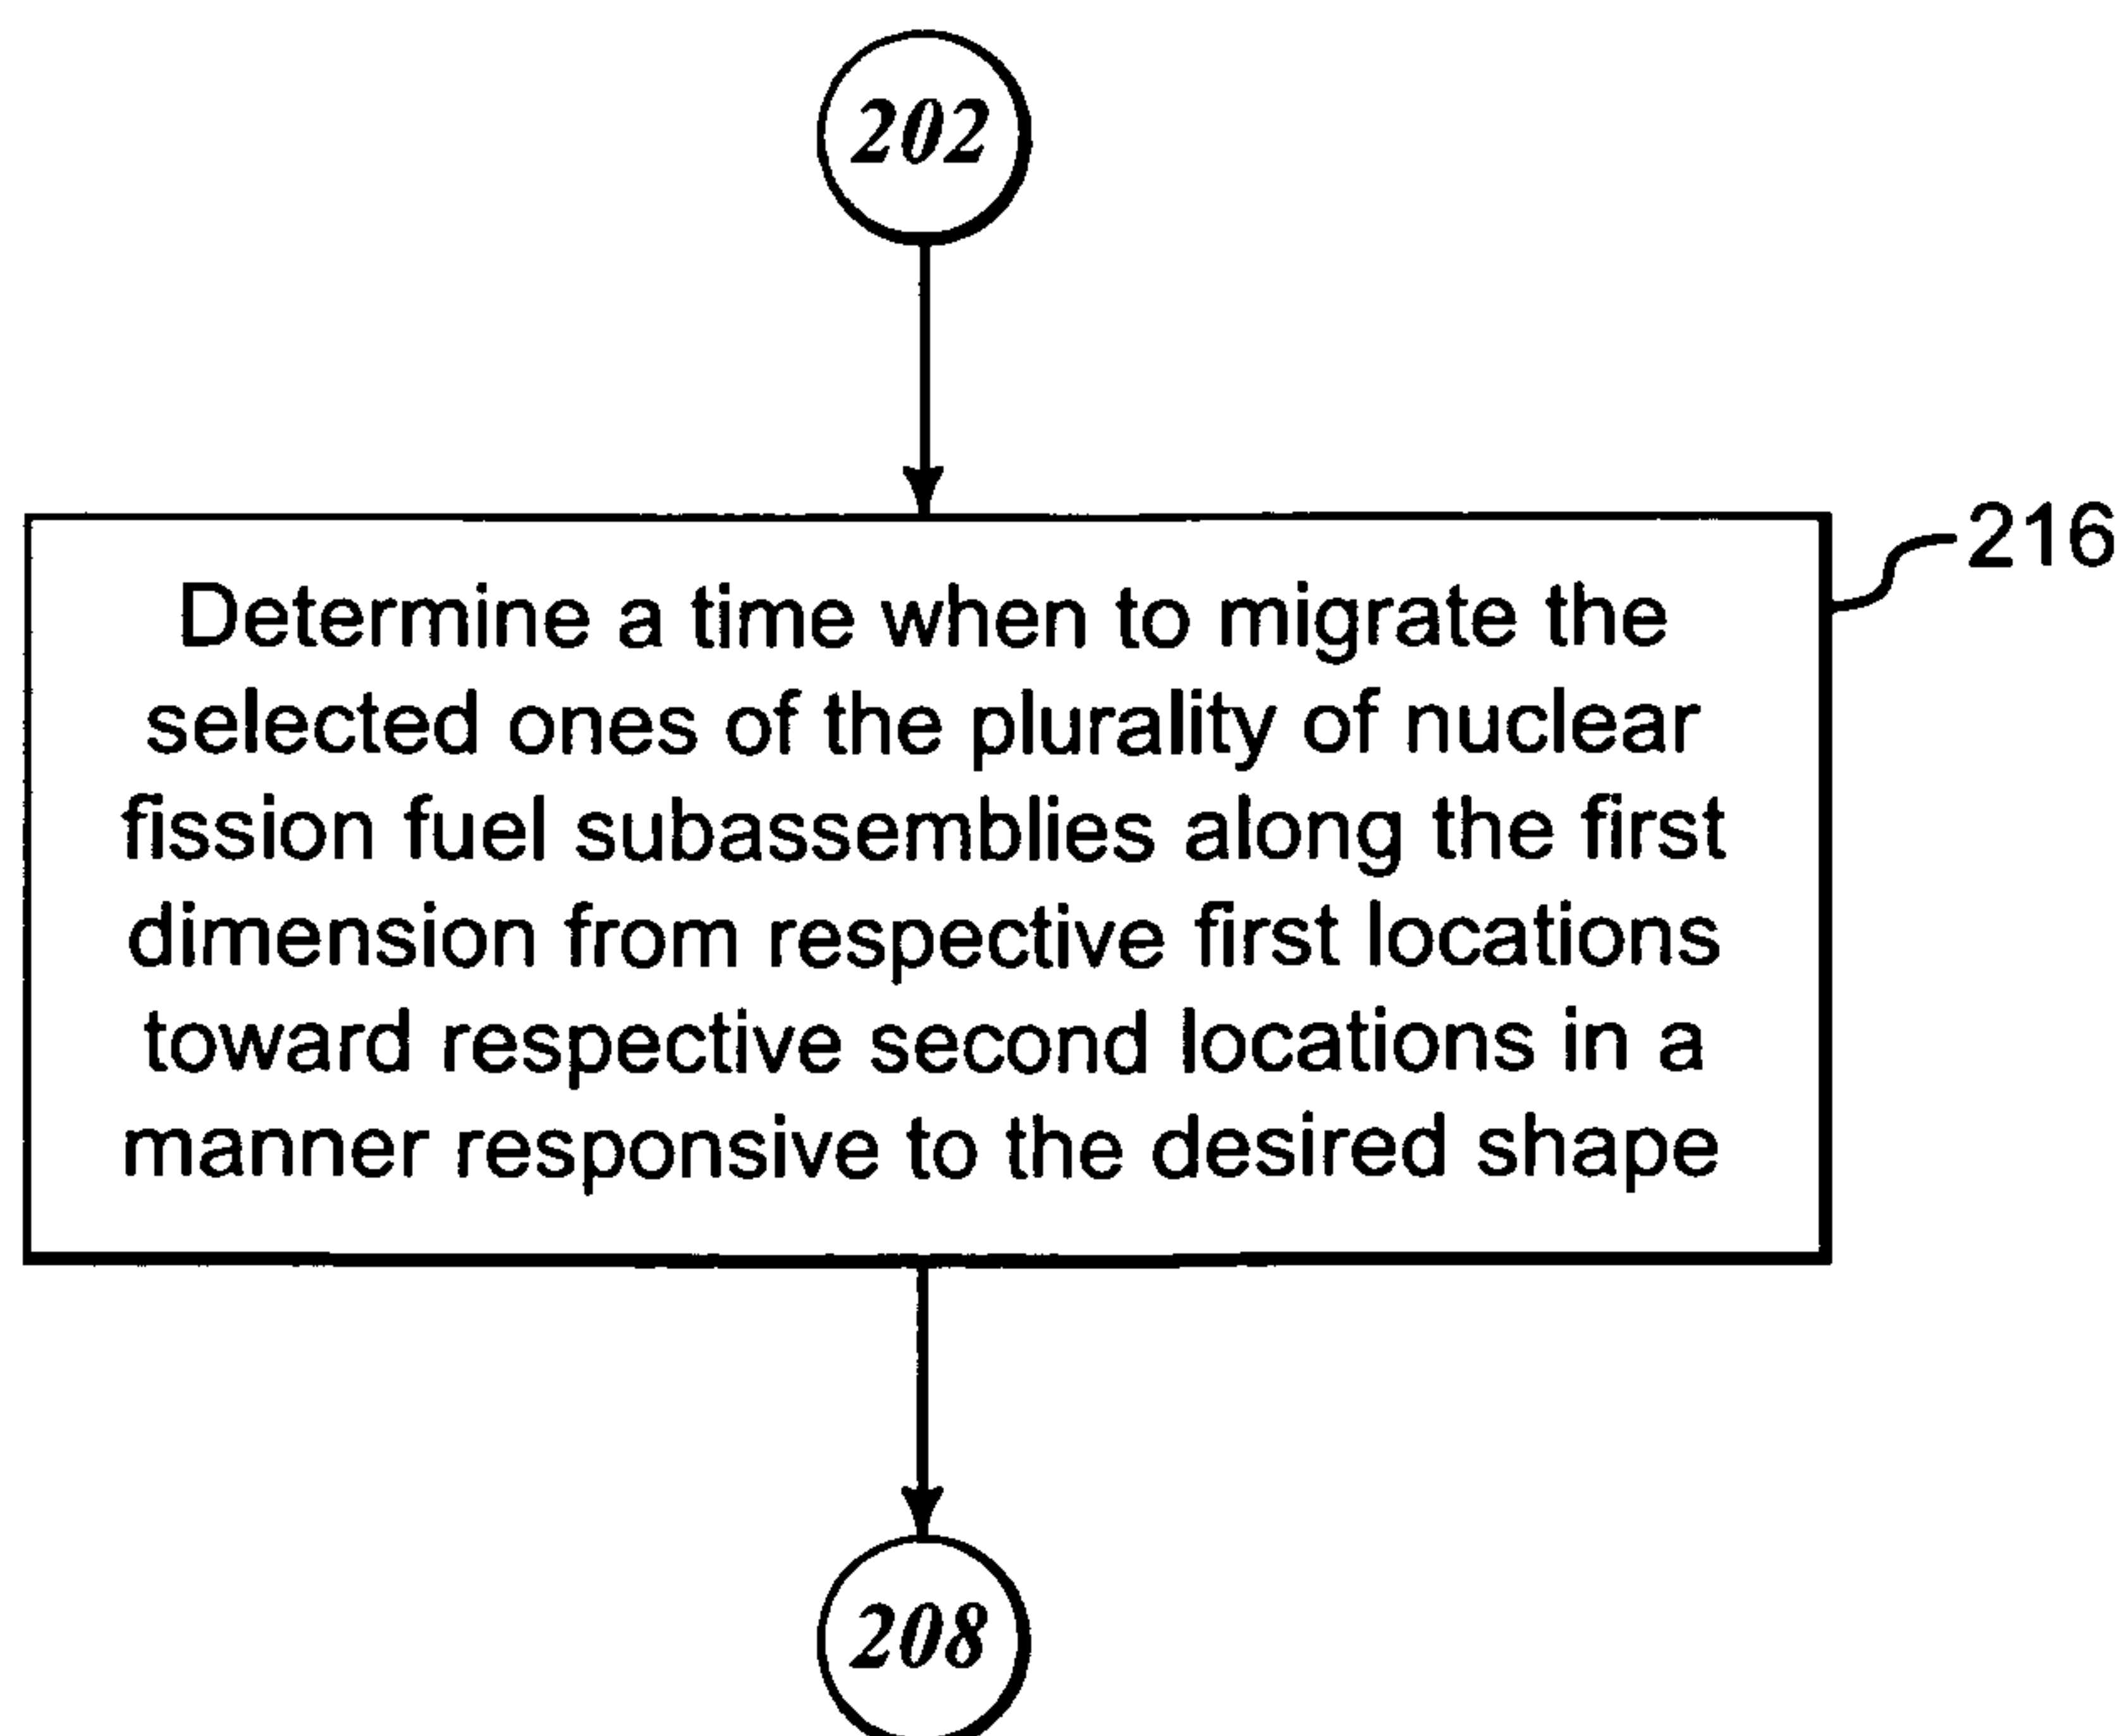 202
216
Determine a time when to migrate the
selected ones of the plurality of nuclear
fission fuel subassemblies along the first
dimension from respective first locations
toward respective second locations in a
manner responsive to the desired shape
208